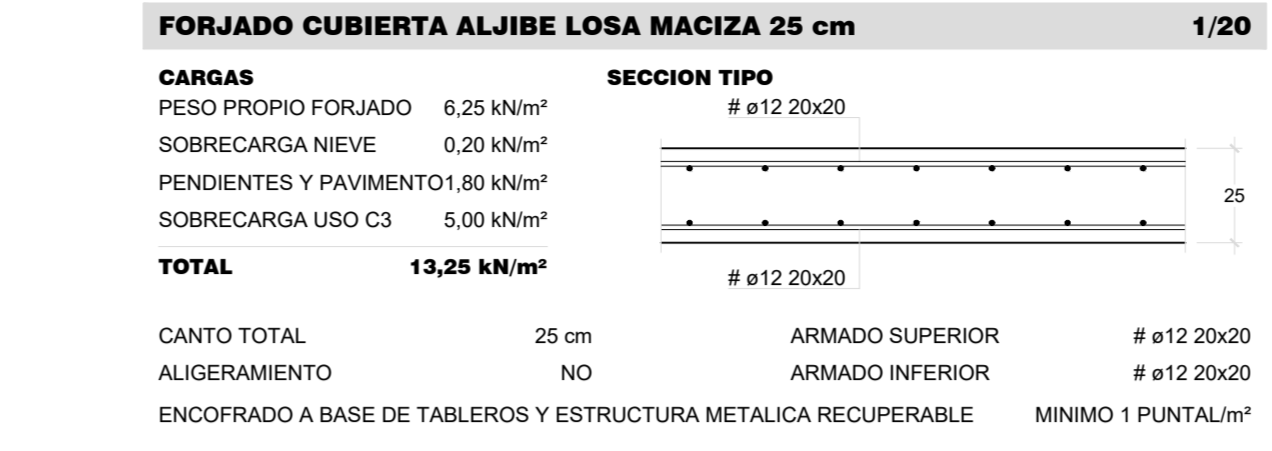 FORJADO CUBIERTA ALJIBE LOSA MACIZA 25 cm 1/20
CARGAS
PESO PROPIO FORJADO 6,25 kN/m²
SOBRECARGA NIEVE 0,20 kN/m²
PENDIENTES Y PAVIMENTO 1,80 kN/m²
SOBRECARGA USO C3 5,00 kN/m²
TOTAL 13,25 kN/m²
SECCION TIPO
# ø12 20x20
25
# ø12 20x20
CANTO TOTAL 25 cm ARMADO SUPERIOR # ø12 20x20
ALIGERAMIENTO NO ARMADO INFERIOR # ø12 20x20
ENCOFRADO A BASE DE TABLEROS Y ESTRUCTURA METALICA RECUPERABLE MINIMO 1 PUNTAL/m²